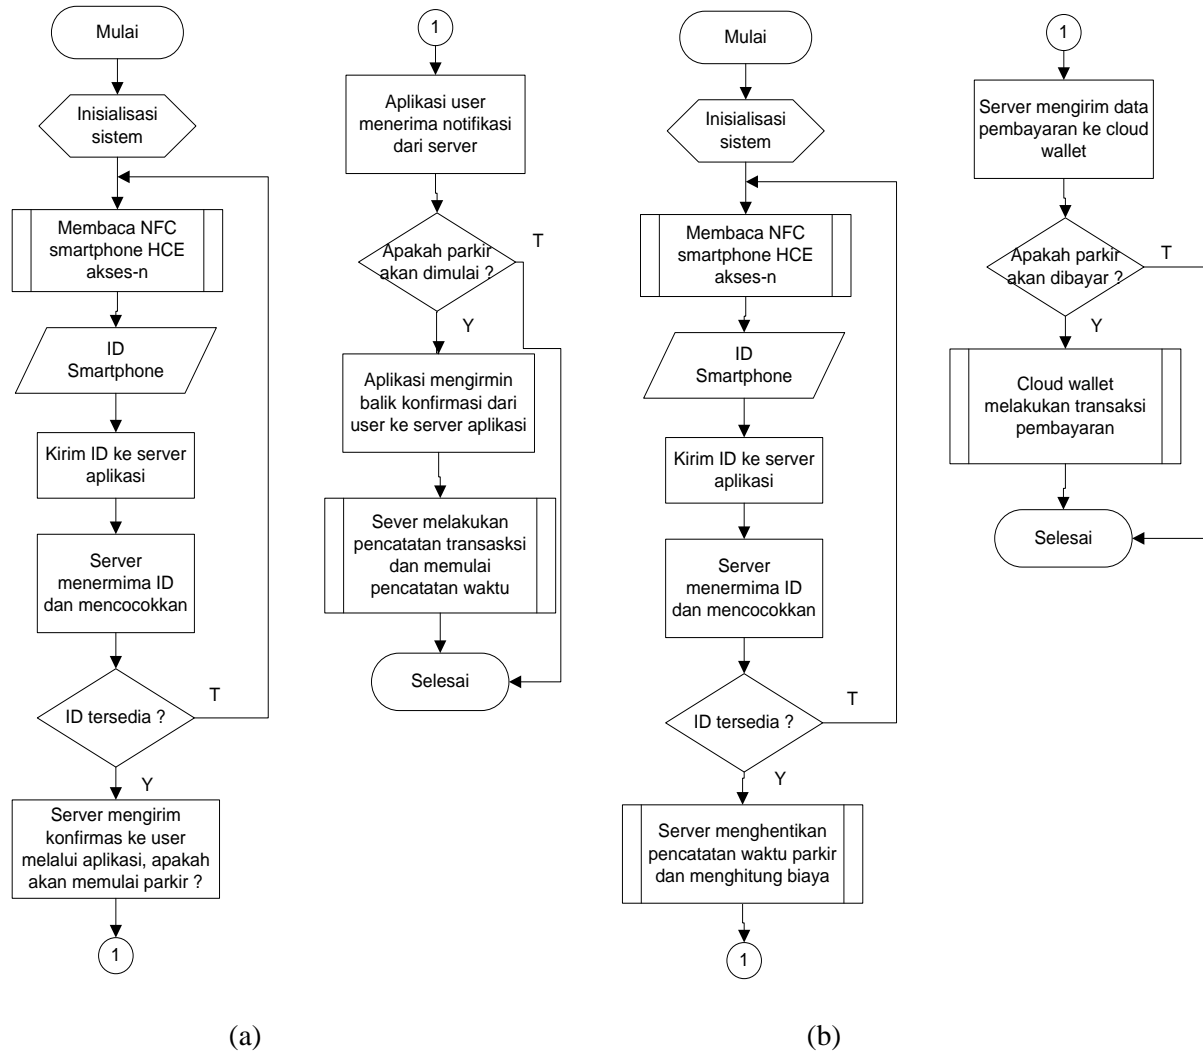 Mulai
Inisialisasi
sistem
Membaca NFC
smartphone HCE
akses-n
ID
Smartphone
Kirim ID ke server
aplikasi
Server
menermima ID
dan mencocokkan
ID tersedia ?
T
Y
Server mengirim
konfirmas ke user
melalui aplikasi, apakah
akan memulai parkir ?
1
1
Aplikasi user
menerima notifikasi
dari server
Apakah parkir
akan dimulai ?
T
Y
Aplikasi mengirmin
balik konfirmasi dari
user ke server aplikasi
Sever melakukan
pencatatan transasksi
dan memulai
pencatatan waktu
Selesai
(a)
Mulai
Inisialisasi
sistem
Membaca NFC
smartphone HCE
akses-n
ID
Smartphone
Kirim ID ke server
aplikasi
Server
menermima ID
dan mencocokkan
ID tersedia ?
T
Y
Server menghentikan
pencatatan waktu parkir
dan menghitung biaya
1
1
Server mengirim data
pembayaran ke cloud
wallet
Apakah parkir
akan dibayar ?
T
Y
Cloud wallet
melakukan transaksi
pembayaran
Selesai
(b)